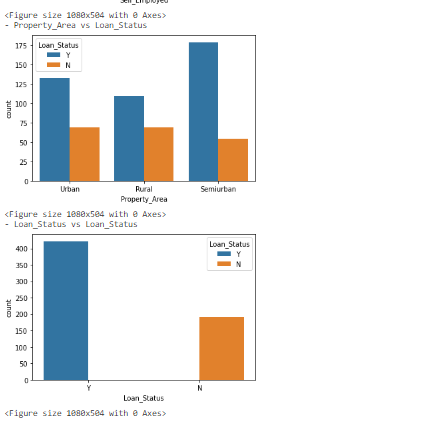 Self_Employed
<Figure size 1080x504 with 0 Axes>
- Property_Area vs Loan_Status
Loan_Status
Y
N
175
150
125
100
75
50
25
0
count
Urban Rural Semiurban
Property_Area
<Figure size 1080x504 with 0 Axes>
- Loan_Status vs Loan_Status
Loan_Status
Y
N
400
350
300
250
200
150
100
50
0
count
Y N
Loan_Status
<Figure size 1080x504 with 0 Axes>